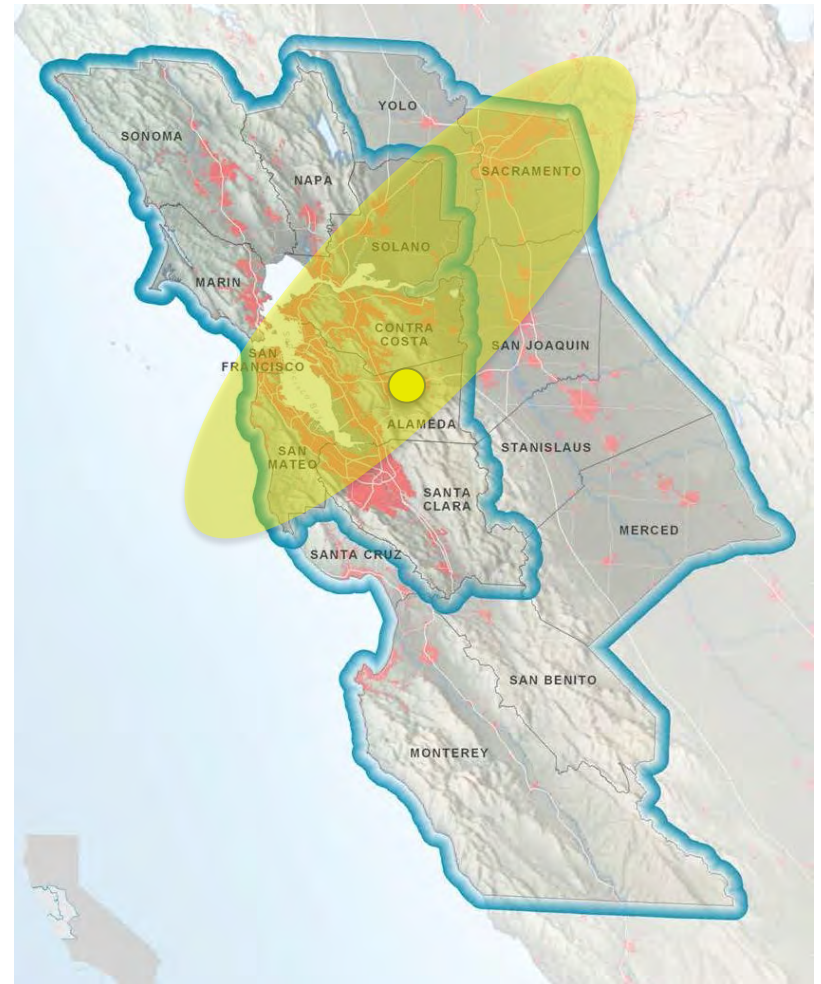 YOLO
SONOMA
SACRAMENTO
NAPA
SOLANO
MARIN
CONTRA
COSTA
SAN JOAQUIN
SAN
FRANCISCO
ALAMEDA
STANISLAUS
SAN
MATEO
SANTA
CLARA
MERCED
SANTA CRUZ
SAN BENITO
MONTEREY